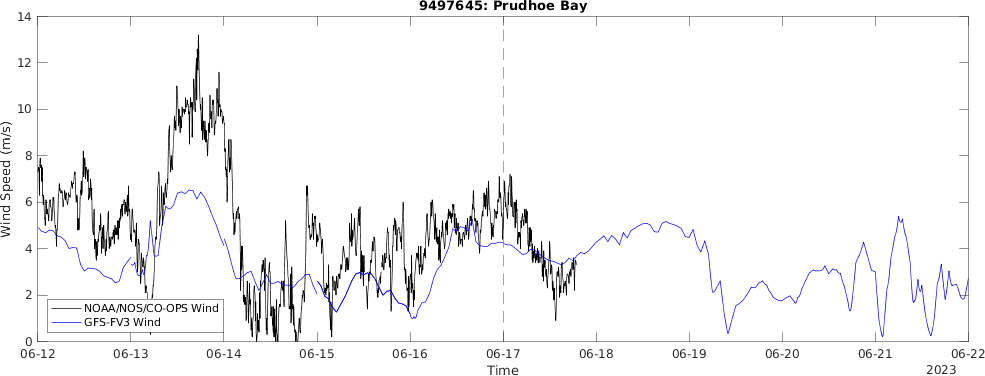 9497645: Prudhoe Bay
14
12
10
8
6
4
2
0
Wind Speed (m/s)
NOAA/NOS/CO-OPS Wind
GFS-FV3 Wind
06-12 06-13 06-14 06-15 06-16 06-17 06-18 06-19 06-20 06-21 06-22
Time
2023